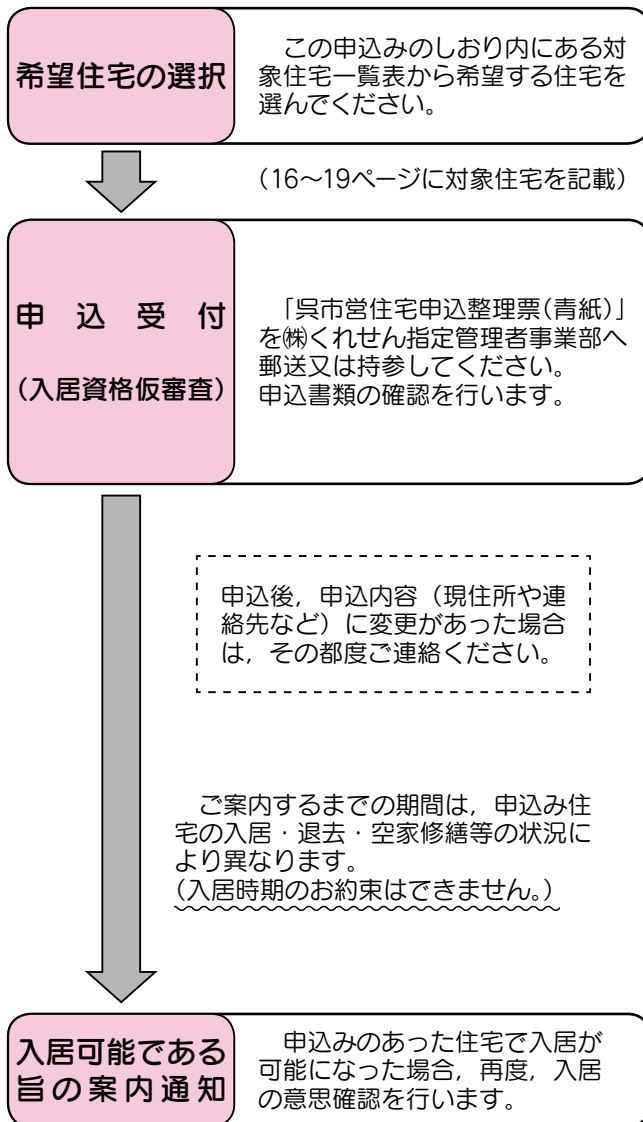 希望住宅の選択
この申込みのしおり内にある対
象住宅一覧表から希望する住宅を
選んでください。
（16～19ページに対象住宅を記載）
申込受付
（入居資格仮審査）
「呉市営住宅申込整理票（青紙）」
を㈱くれせん指定管理者事業部へ
郵送又は持参してください。
申込書類の確認を行います。
申込後，申込内容（現住所や連
絡先など）に変更があった場合
は，その都度ご連絡ください。
ご案内するまでの期間は，申込み住
宅の入居・退去・空家修繕等の状況に
より異なります。
（入居時期のお約束はできません。）
入居可能である
旨の案内通知
申込みのあった住宅で入居が
可能になった場合，再度，入居
の意思確認を行います。